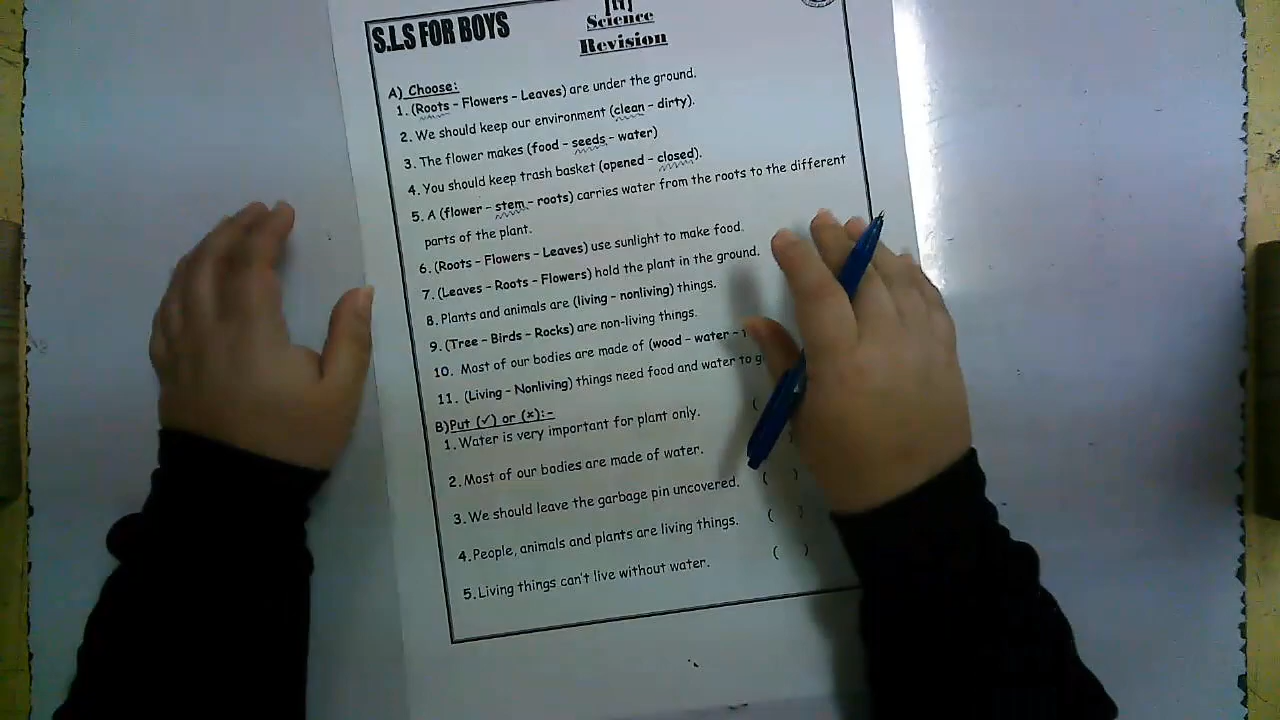 S.L.S FOR BOYS
[1]
Science
Revision
A) Choose:
1. (Roots – Flowers – Leaves) are under the ground.
2. We should keep our environment (clean – dirty).
3. The flower makes (food – seeds – water)
4. You should keep trash basket (opened – closed).
5. A (flower – stem – roots) carries water from the roots to the different
parts of the plant.
6. (Roots – Flowers – Leaves) use sunlight to make food.
7. (Leaves – Roots – Flowers) hold the plant in the ground.
8. Plants and animals are (living – nonliving) things.
9. (Tree – Birds – Rocks) are non-living things.
10. Most of our bodies are made of (wood – water –
11. (Living – Nonliving) things need food and water to
B)Put (✓) or (×):-
1. Water is very important for plant only. (
2. Most of our bodies are made of water. )
3. We should leave the garbage pin uncovered. ( )
4. People, animals and plants are living things. ( )
5. Living things can't live without water. ( )